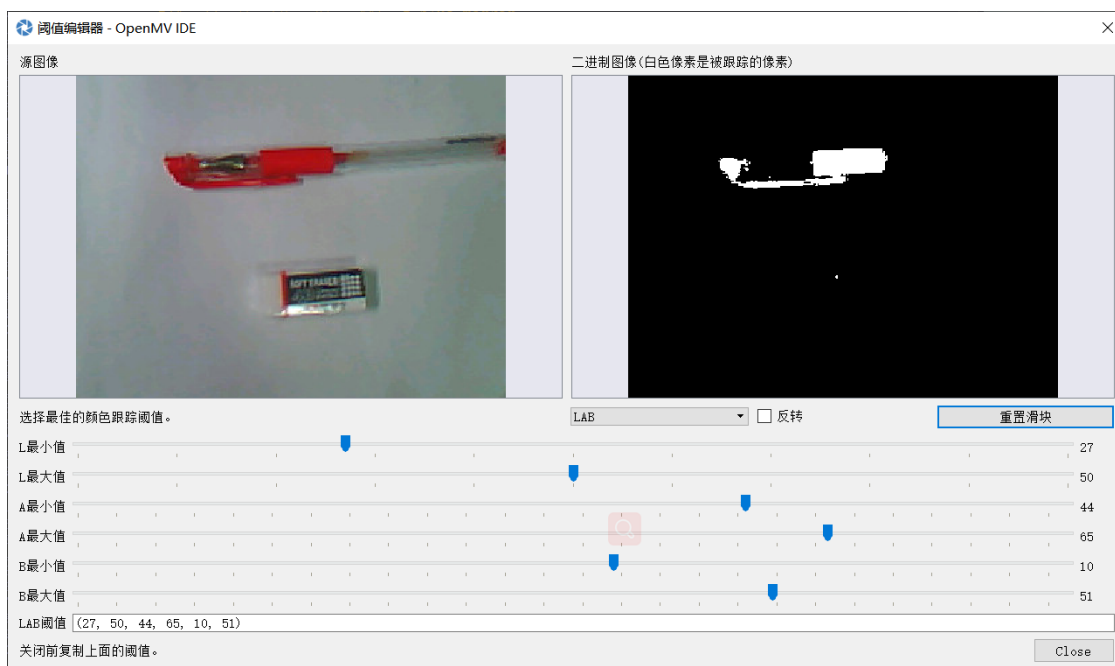 阈值编辑器 - OpenMV IDE
源图像
二进制图像(白色像素是被跟踪的像素)
SOFT ERASER
选择最佳的颜色跟踪阈值。
LAB
反转
重置滑块
L最小值 27
L最大值 50
A最小值 44
A最大值 65
B最小值 10
B最大值 51
LAB阈值 (27, 50, 44, 65, 10, 51)
关闭前复制上面的阈值。
Close